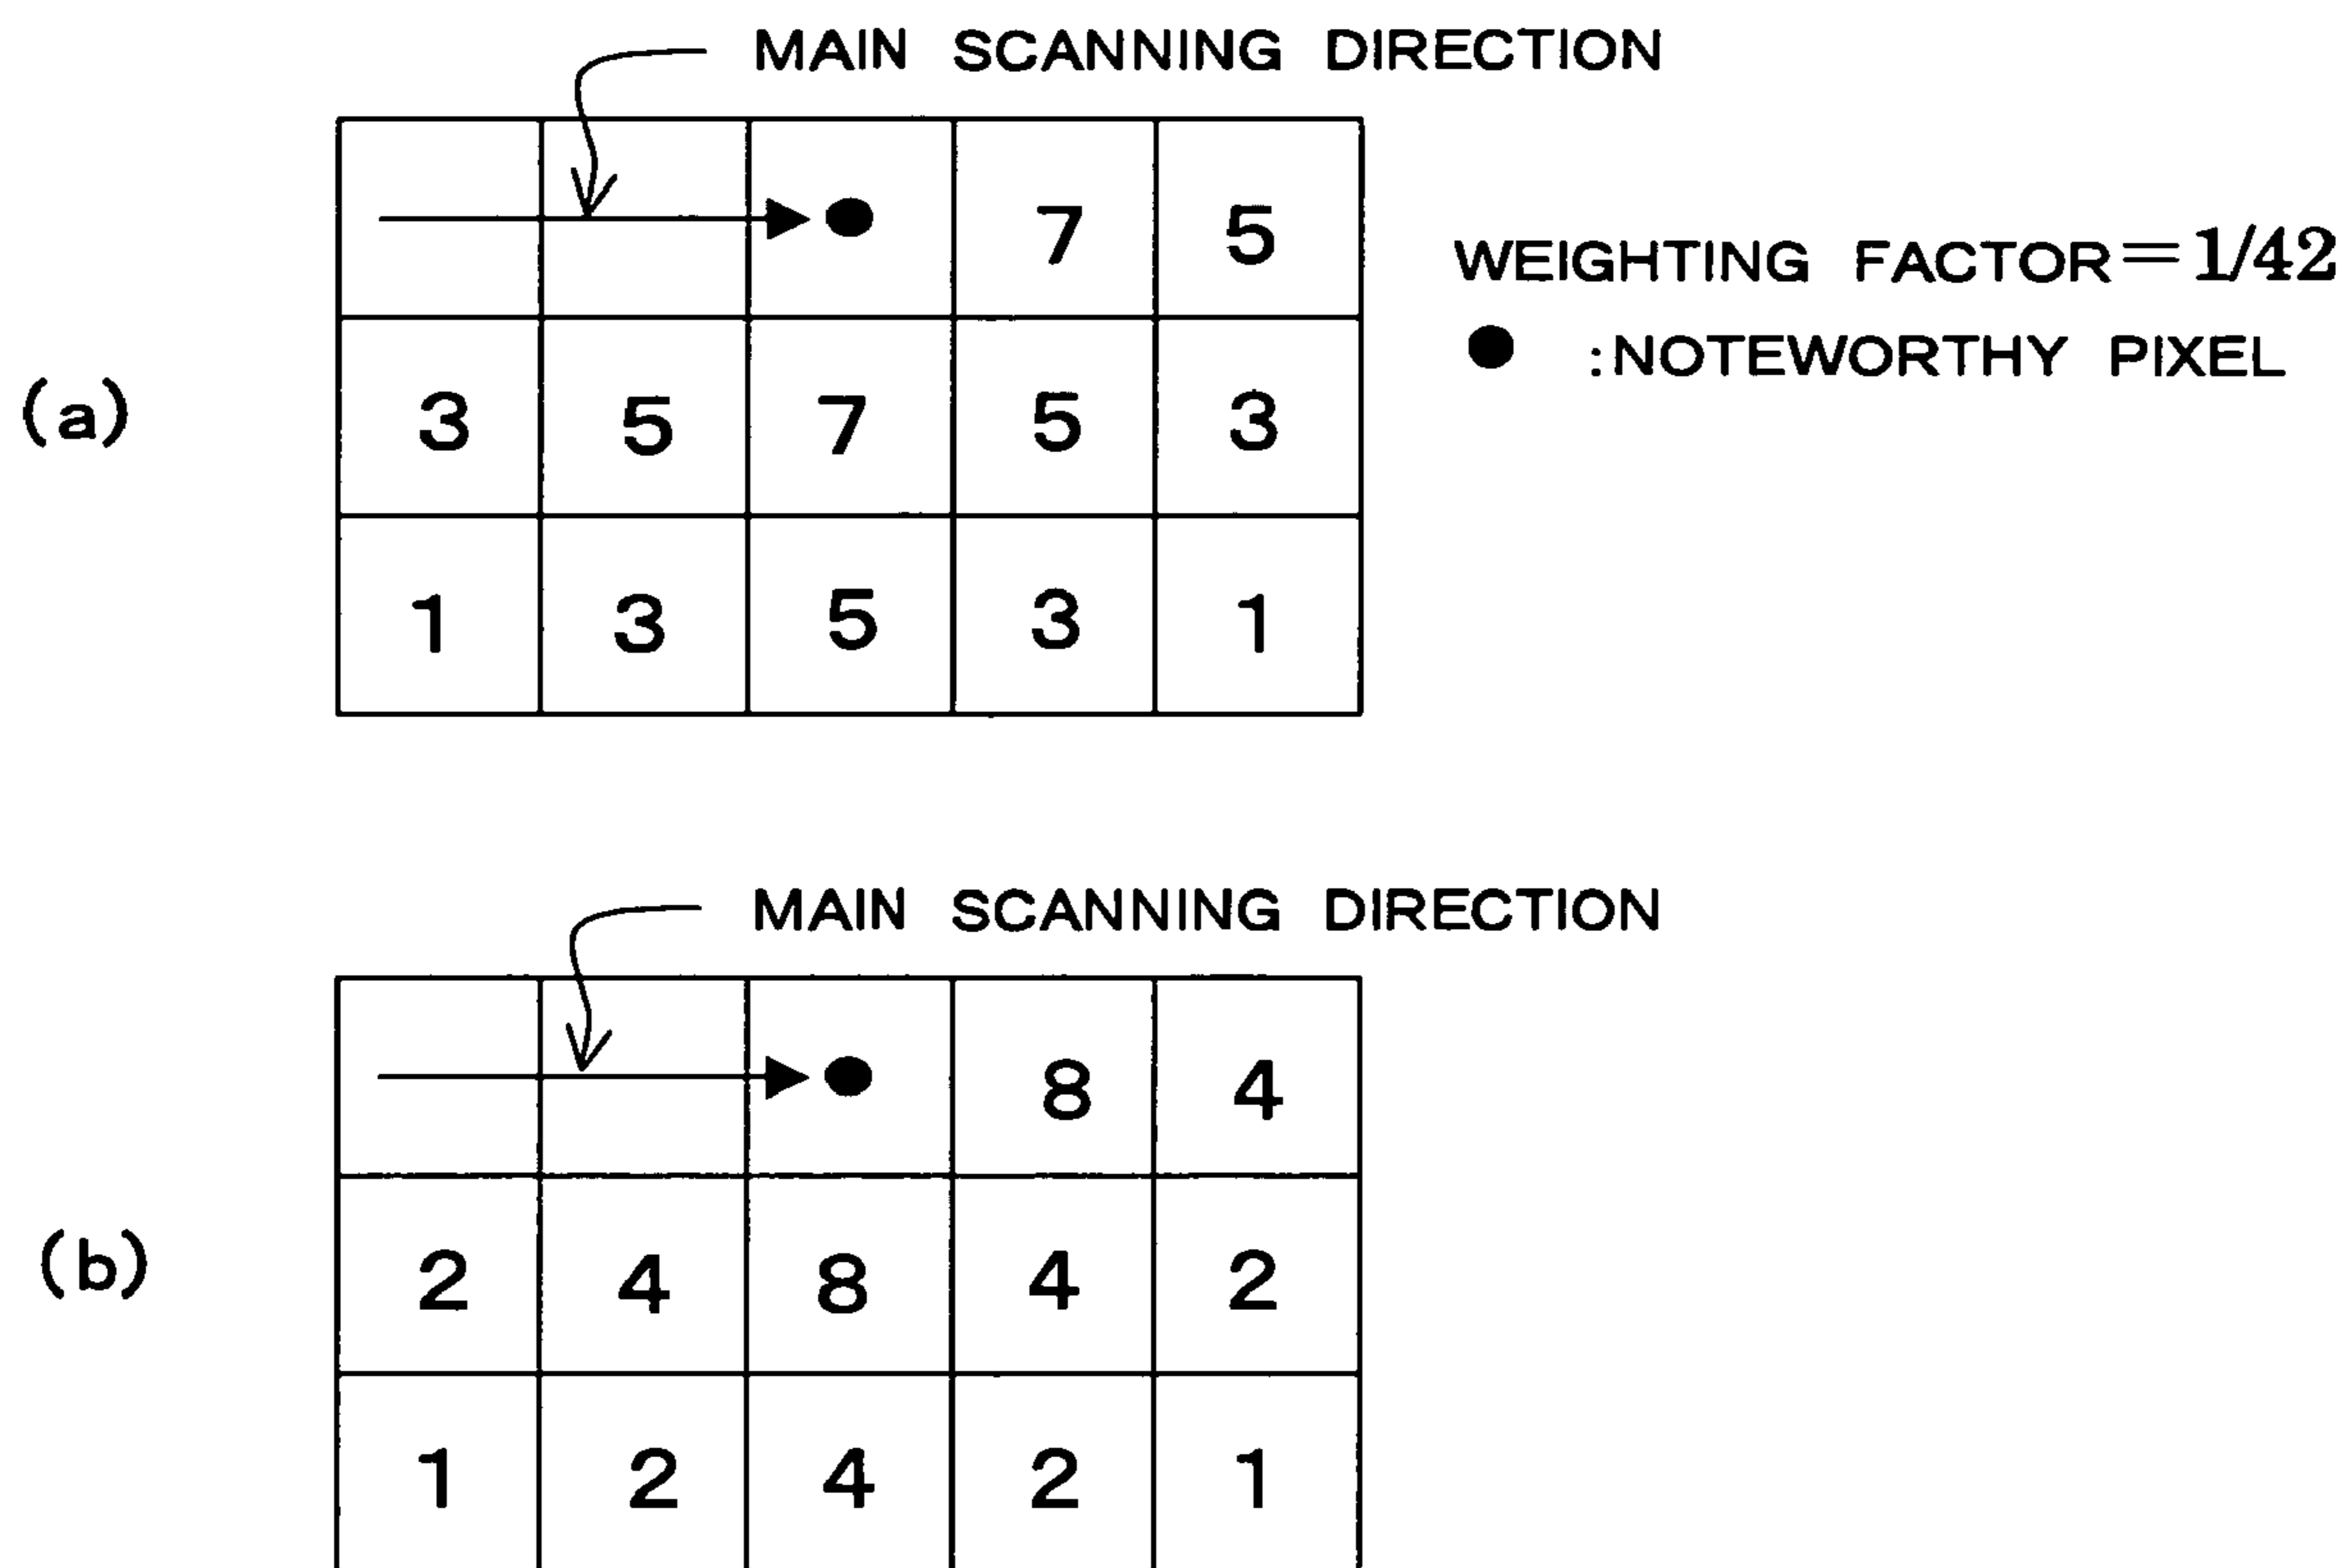 MAIN SCANNING DIRECTION
7 5
WEIGHTING FACTOR=1/42
● :NOTEWORTHY PIXEL
(a)
3 5 7 5 3
1 3 5 3 1
MAIN SCANNING DIRECTION
8 4
(b)
2 4 8 4 2
1 2 4 2 1